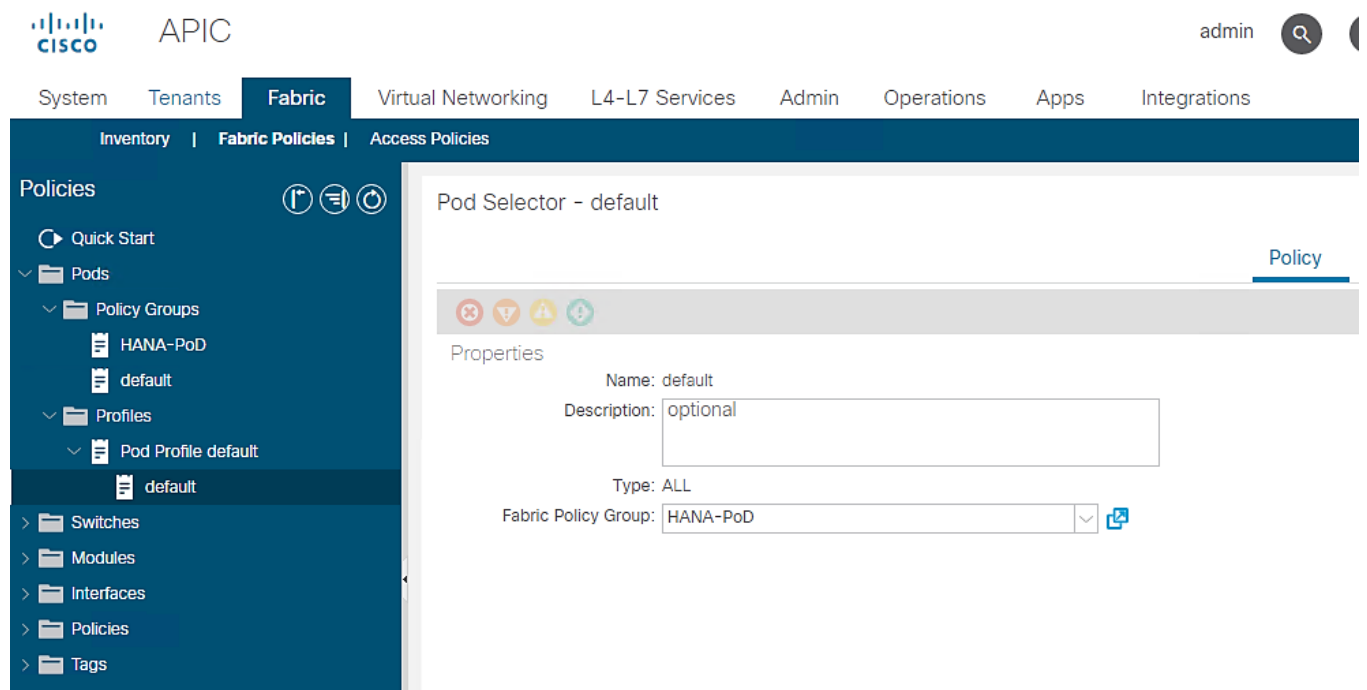 CISCO APIC admin
System Tenants Fabric Virtual Networking L4-L7 Services Admin Operations Apps Integrations
Inventory | Fabric Policies | Access Policies
Policies
Quick Start
Pods
Policy Groups
HANA-PoD
default
Profiles
Pod Profile default
default
Switches
Modules
Interfaces
Policies
Tags
Pod Selector - default
Policy
Properties
Name: default
Description: optional
Type: ALL
Fabric Policy Group: HANA-PoD